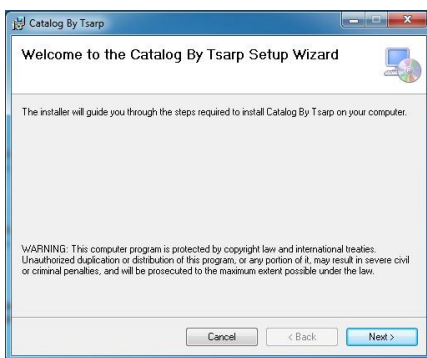 Catalog By Tsarp
Welcome to the Catalog By Tsarp Setup Wizard
The installer will guide you through the steps required to install Catalog By Tsarp on your computer.
WARNING: This computer program is protected by copyright law and international treaties.
Unauthorized duplication or distribution of this program, or any portion of it, may result in severe civil
or criminal penalties, and will be prosecuted to the maximum extent possible under the law.
Cancel
< Back
Next >